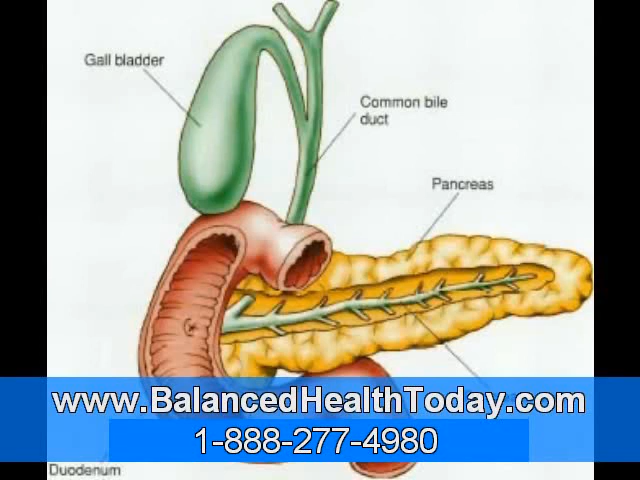 Gall bladder
Common bile
duct
Pancreas
www.BalancedHealthToday.com
1-888-277-4980
Duodenum